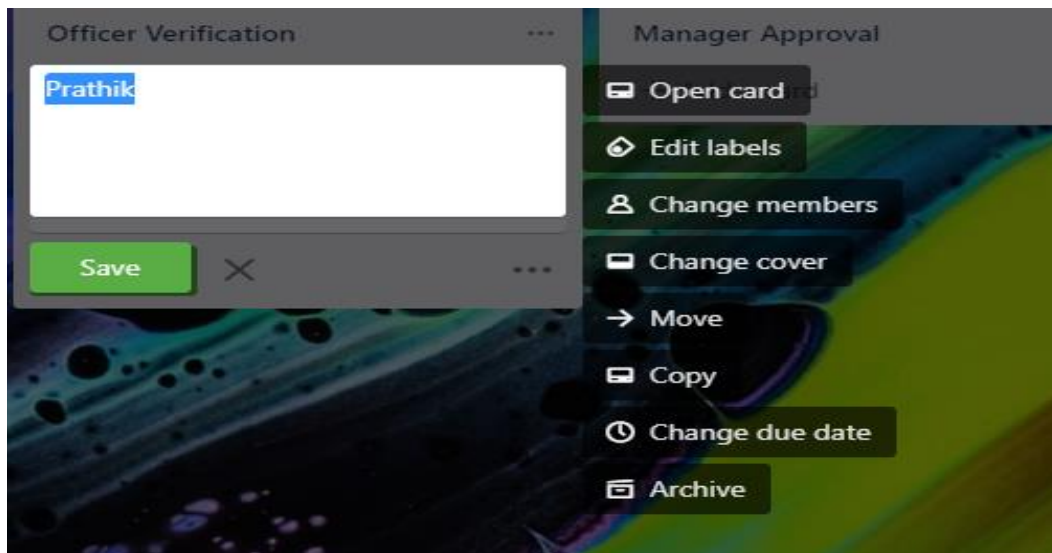 Officer Verification
Manager Approval
Prathik
Open card
Edit labels
Change members
Save
Change cover
Move
Copy
Change due date
Archive